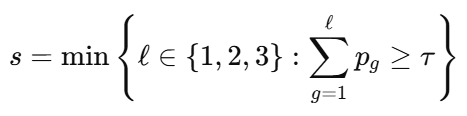 s = min { ℓ ∈ {1, 2, 3} : ∑_{g=1}^{ℓ} p_g ≥ τ }